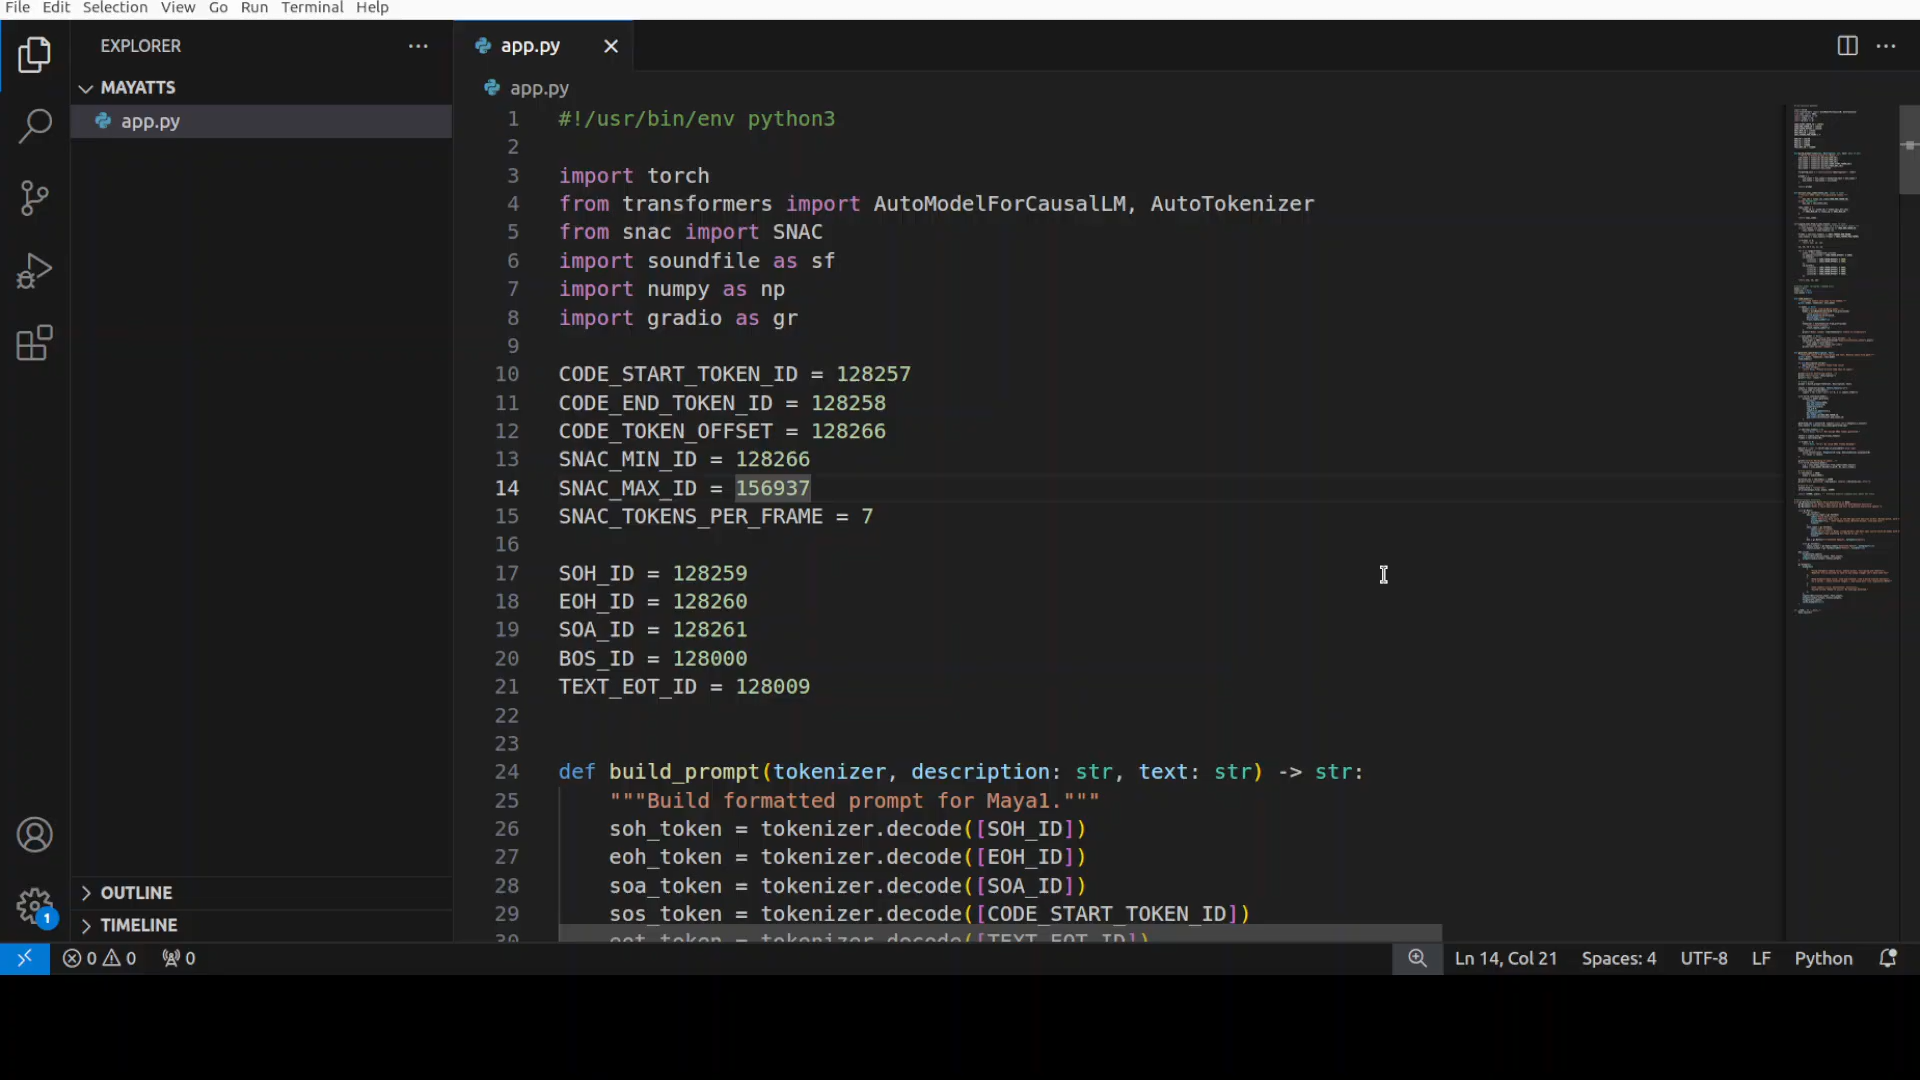 File Edit Selection View Go Run Terminal Help
EXPLORER
MAYATTS
app.py
OUTLINE
TIMELINE
app.py
app.py
1 #!/usr/bin/env python3
2
3 import torch
4 from transformers import AutoModelForCausalLM, AutoTokenizer
5 from snac import SNAC
6 import soundfile as sf
7 import numpy as np
8 import gradio as gr
9
10 CODE_START_TOKEN_ID = 128257
11 CODE_END_TOKEN_ID = 128258
12 CODE_TOKEN_OFFSET = 128266
13 SNAC_MIN_ID = 128266
14 SNAC_MAX_ID = 156937
15 SNAC_TOKENS_PER_FRAME = 7
16
17 SOH_ID = 128259
18 EOH_ID = 128260
19 SOA_ID = 128261
20 BOS_ID = 128000
21 TEXT_EOT_ID = 128009
22
23
24 def build_prompt(tokenizer, description: str, text: str) -> str:
25 """Build formatted prompt for Maya1."""
26 soh_token = tokenizer.decode([SOH_ID])
27 eoh_token = tokenizer.decode([EOH_ID])
28 soa_token = tokenizer.decode([SOA_ID])
29 sos_token = tokenizer.decode([CODE_START_TOKEN_ID])
30 eot_token = tokenizer.decode([TEXT_EOT_ID])
1
0 0 0 Ln 14, Col 21 Spaces: 4 UTF-8 LF Python